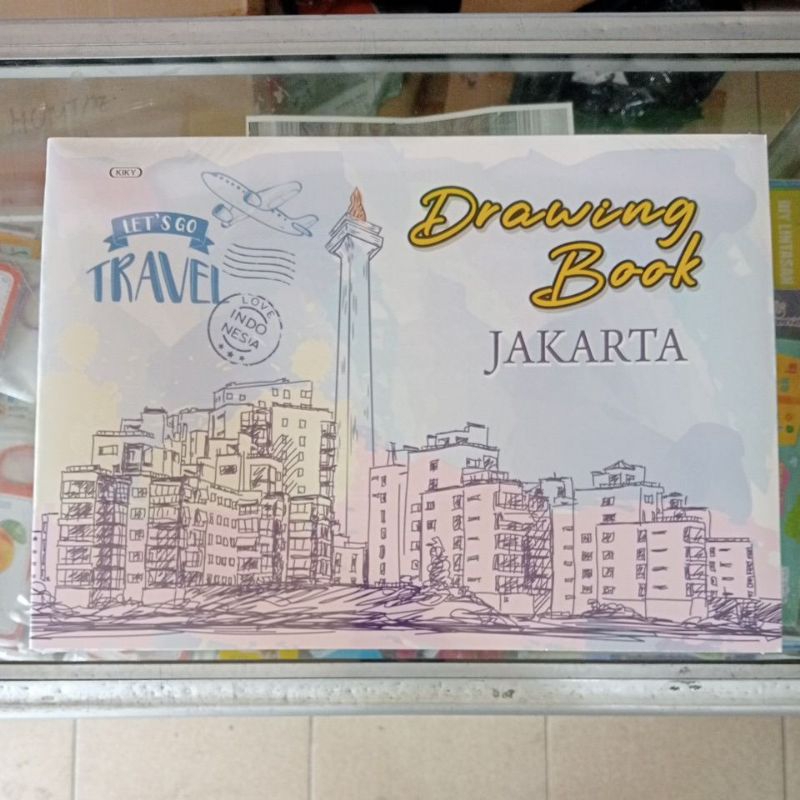 KIKY
LET'S GO
TRAVEL
LOVE
INDO
NESIA
Drawing
Book
JAKARTA